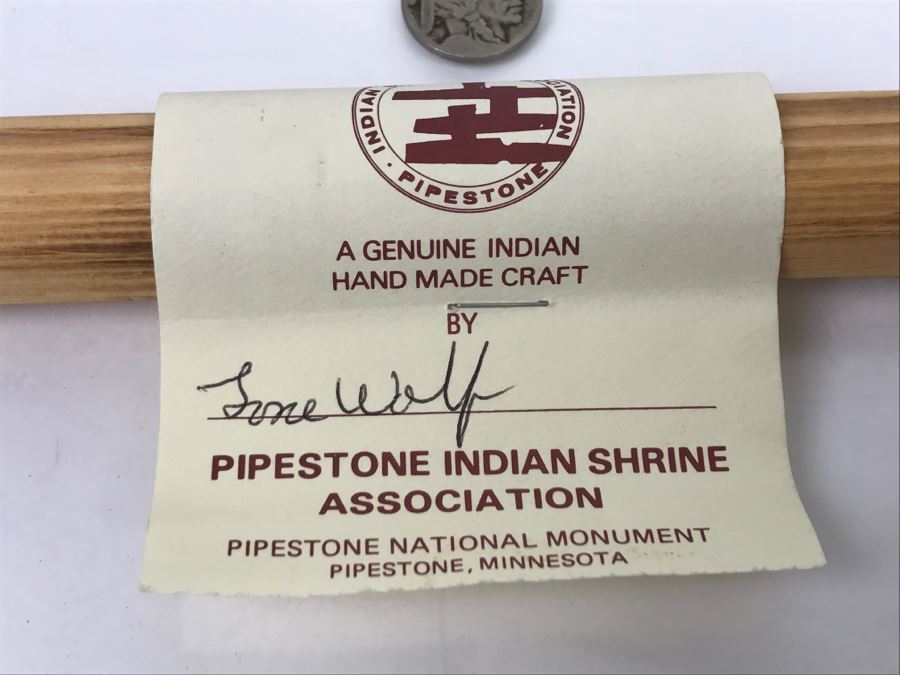 INDIAN
PIPESTONE
A GENUINE INDIAN
HAND MADE CRAFT
BY
Lone Wolf
PIPESTONE INDIAN SHRINE
ASSOCIATION
PIPESTONE NATIONAL MONUMENT
PIPESTONE, MINNESOTA